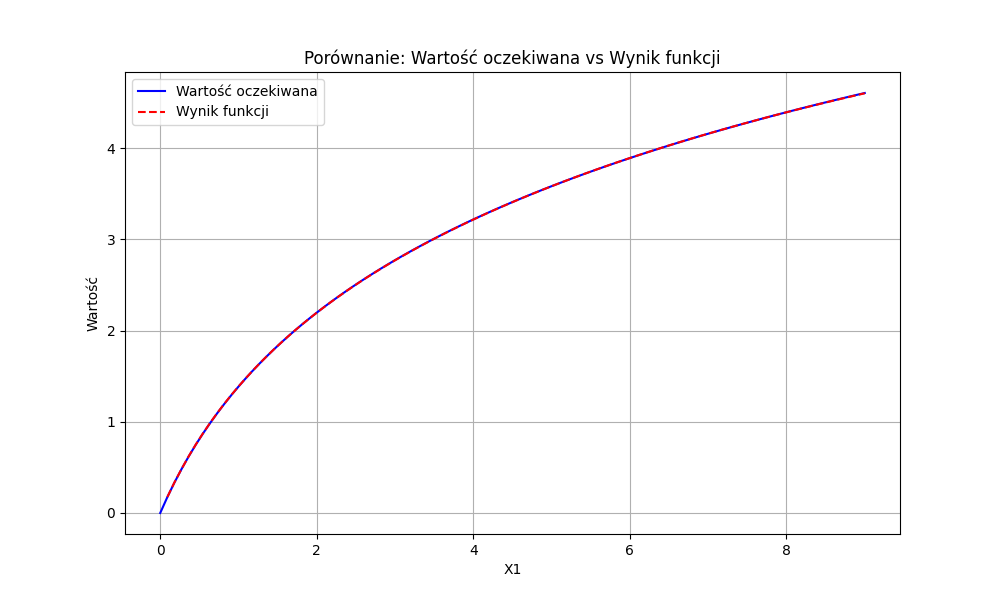 Porównanie: Wartość oczekiwana vs Wynik funkcji
Wartość oczekiwana
Wynik funkcji
Wartość
4
3
2
1
0
0 2 4 6 8
X1